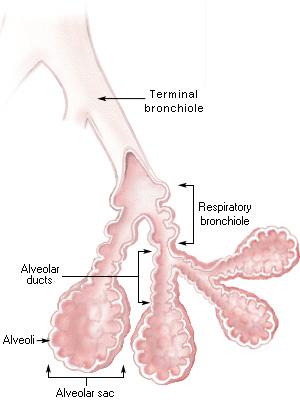 Terminal
bronchiole
Respiratory
bronchiole
Alveolar
ducts
Alveoli
Alveolar sac